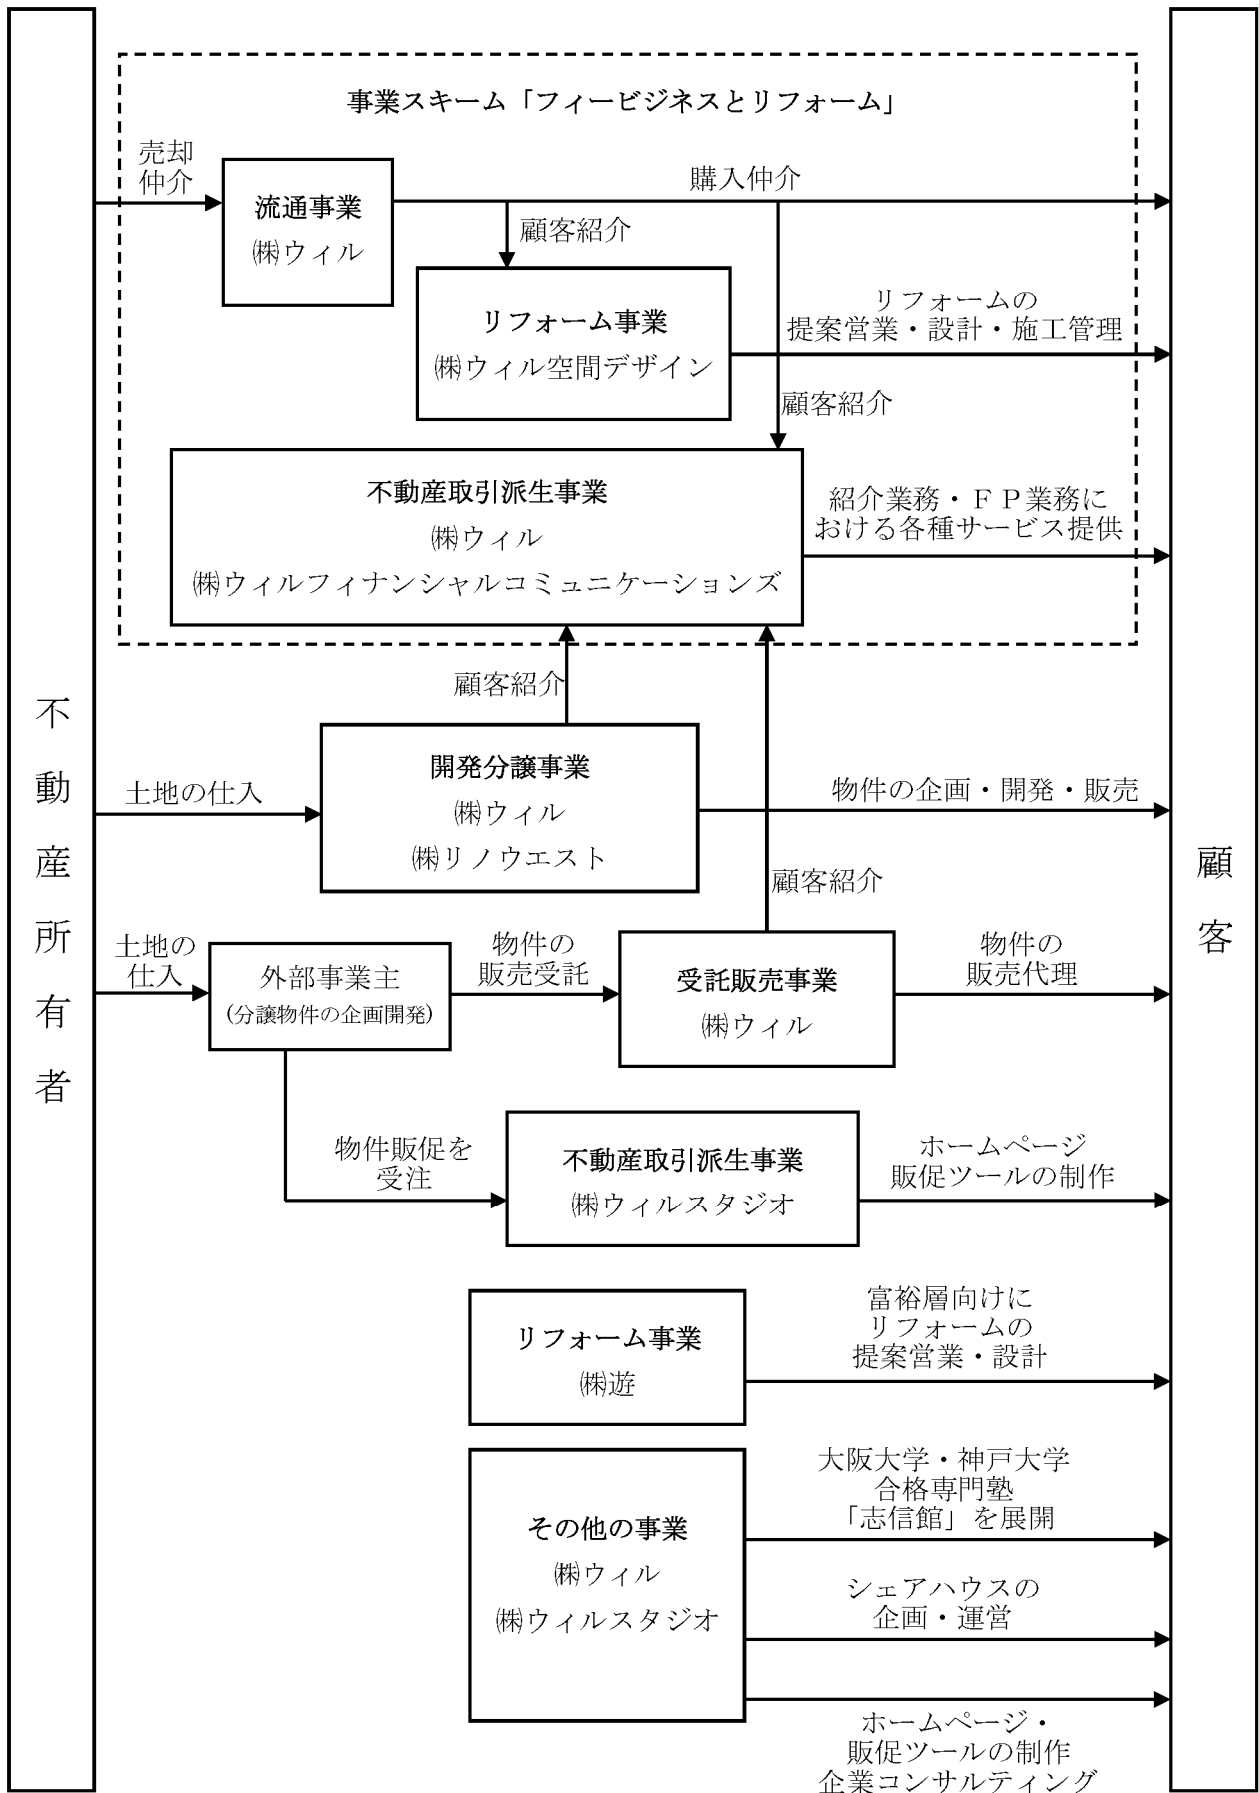 不動産所有者
事業スキーム「フィービジネスとリフォーム」
売却
仲介
流通事業
㈱ウィル
購入仲介
顧客紹介
リフォーム事業
㈱ウィル空間デザイン
リフォームの
提案営業・設計・施工管理
顧客紹介
不動産取引派生事業
㈱ウィル
㈱ウィルフィナンシャルコミュニケーションズ
紹介業務・ＦＰ業務に
おける各種サービス提供
顧客紹介
土地の仕入
開発分譲事業
㈱ウィル
㈱リノウエスト
物件の企画・開発・販売
顧客紹介
土地の
仕入
外部事業主
(分譲物件の企画開発)
物件の
販売受託
受託販売事業
㈱ウィル
物件の
販売代理
物件販促を
受注
不動産取引派生事業
㈱ウィルスタジオ
ホームページ
販促ツールの制作
リフォーム事業
㈱遊
富裕層向けに
リフォームの
提案営業・設計
その他の事業
㈱ウィル
㈱ウィルスタジオ
大阪大学・神戸大学
合格専門塾
「志信館」を展開
シェアハウスの
企画・運営
ホームページ・
販促ツールの制作
企業コンサルティング
顧客